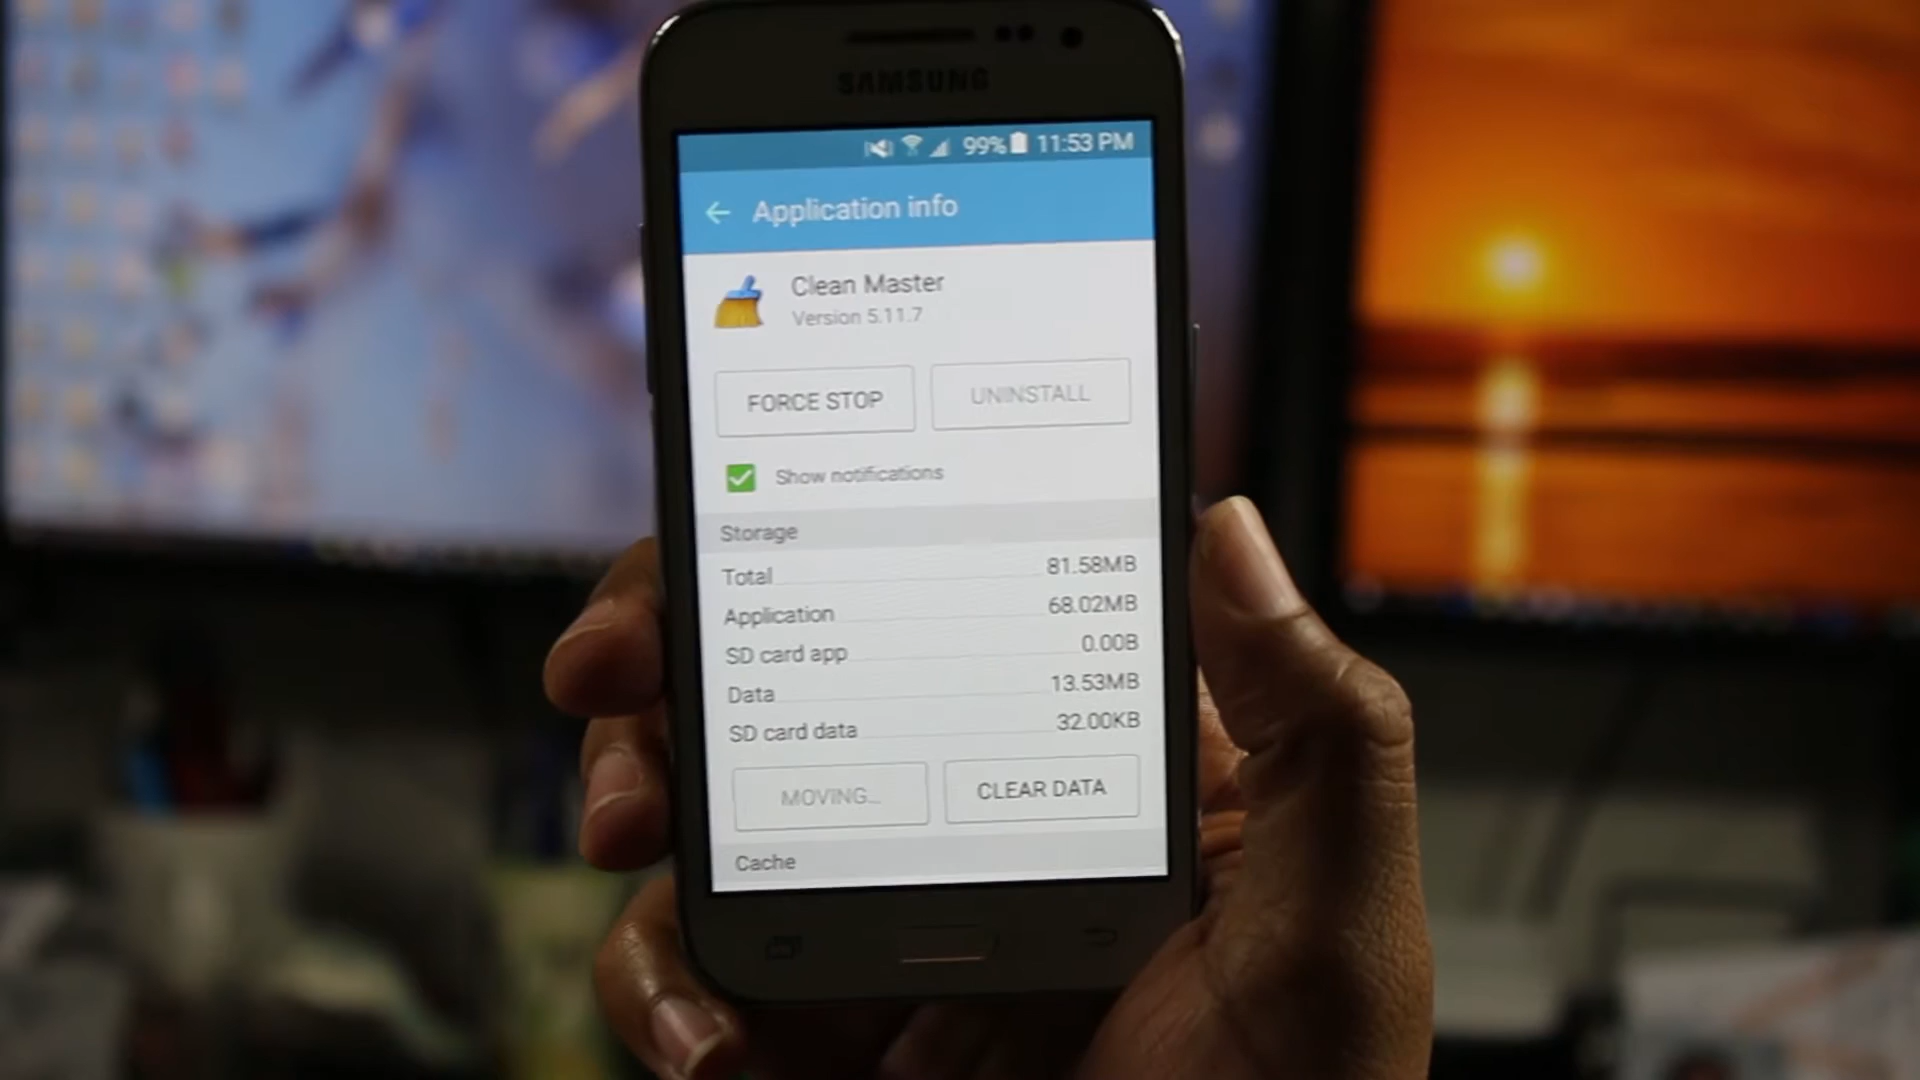 SAMSUNG
99% 11:53 PM
Application info
Clean Master
Version 5.11.7
FORCE STOP UNINSTALL
Show notifications
Storage
Total 81.58MB
Application 68.02MB
SD card app 0.00B
Data 13.53MB
SD card data 32.00KB
MOVING... CLEAR DATA
Cache